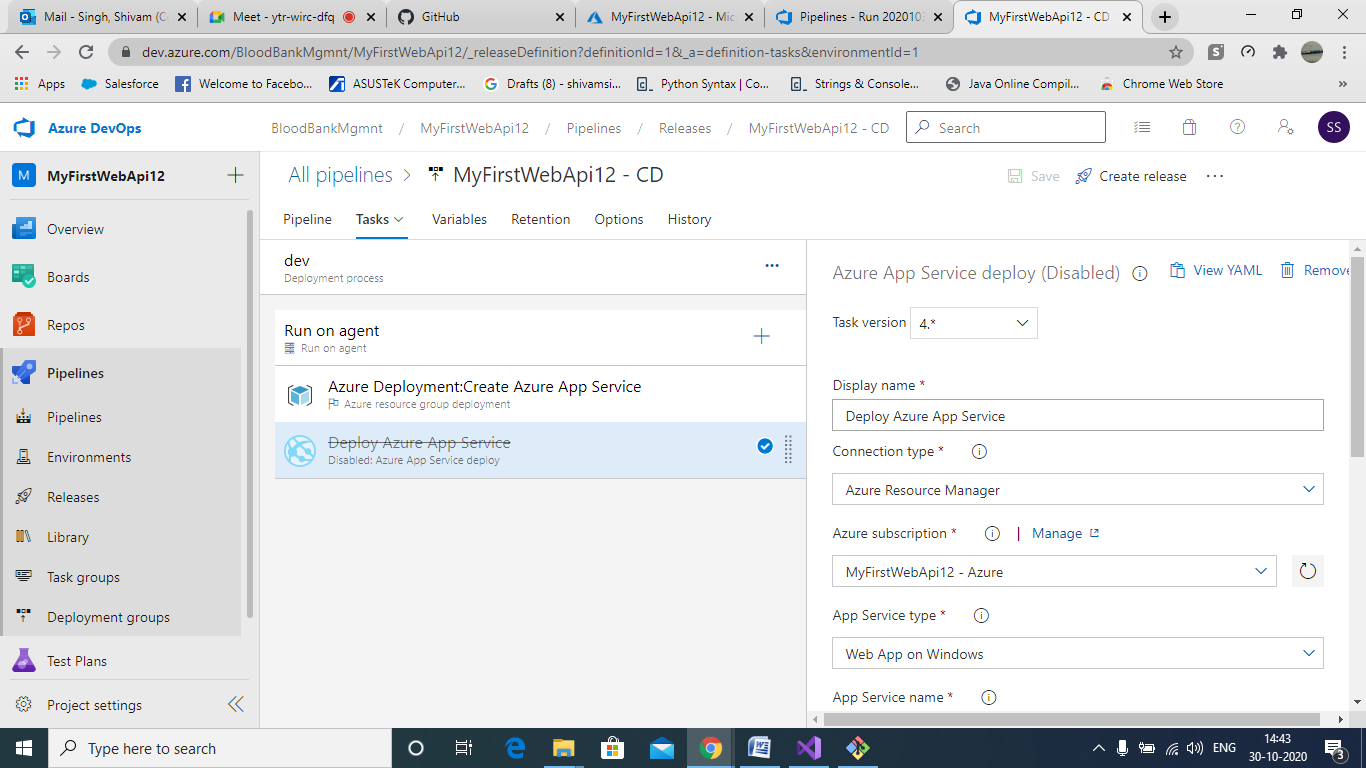 Mail - Singh, Shivam (C
Meet - ytr-wirc-dfq
GitHub
MyFirstWebApi12 - Mic
Pipelines - Run 2020103
MyFirstWebApi12 - CD
dev.azure.com/BloodBankMgmnt/MyFirstWebApi12/_releaseDefinition?definitionId=1&_a=definition-tasks&environmentId=1
Apps
Salesforce
Welcome to Facebo...
ASUSTeK Computer...
Drafts (8) - shivamsi...
Python Syntax | Co...
Strings & Console...
Java Online Compil...
Chrome Web Store
»
Azure DevOps
BloodBankMgmnt / MyFirstWebApi12 / Pipelines / Releases / MyFirstWebApi12 - CD
Search
SS
M
MyFirstWebApi12
Overview
Boards
Repos
Pipelines
Pipelines
Environments
Releases
Library
Task groups
Deployment groups
Test Plans
Project settings
All pipelines > MyFirstWebApi12 - CD
Save
Create release
...
Pipeline
Tasks
Variables
Retention
Options
History
dev
Deployment process
...
Run on agent
Run on agent
Azure Deployment:Create Azure App Service
Azure resource group deployment
Deploy Azure App Service
Disabled: Azure App Service deploy
Azure App Service deploy (Disabled)
View YAML
Remove
Task version
4.*
Display name *
Deploy Azure App Service
Connection type *
Azure Resource Manager
Azure subscription *
| Manage
MyFirstWebApi12 - Azure
App Service type *
Web App on Windows
App Service name *
Type here to search
ENG
14:43
30-10-2020
3